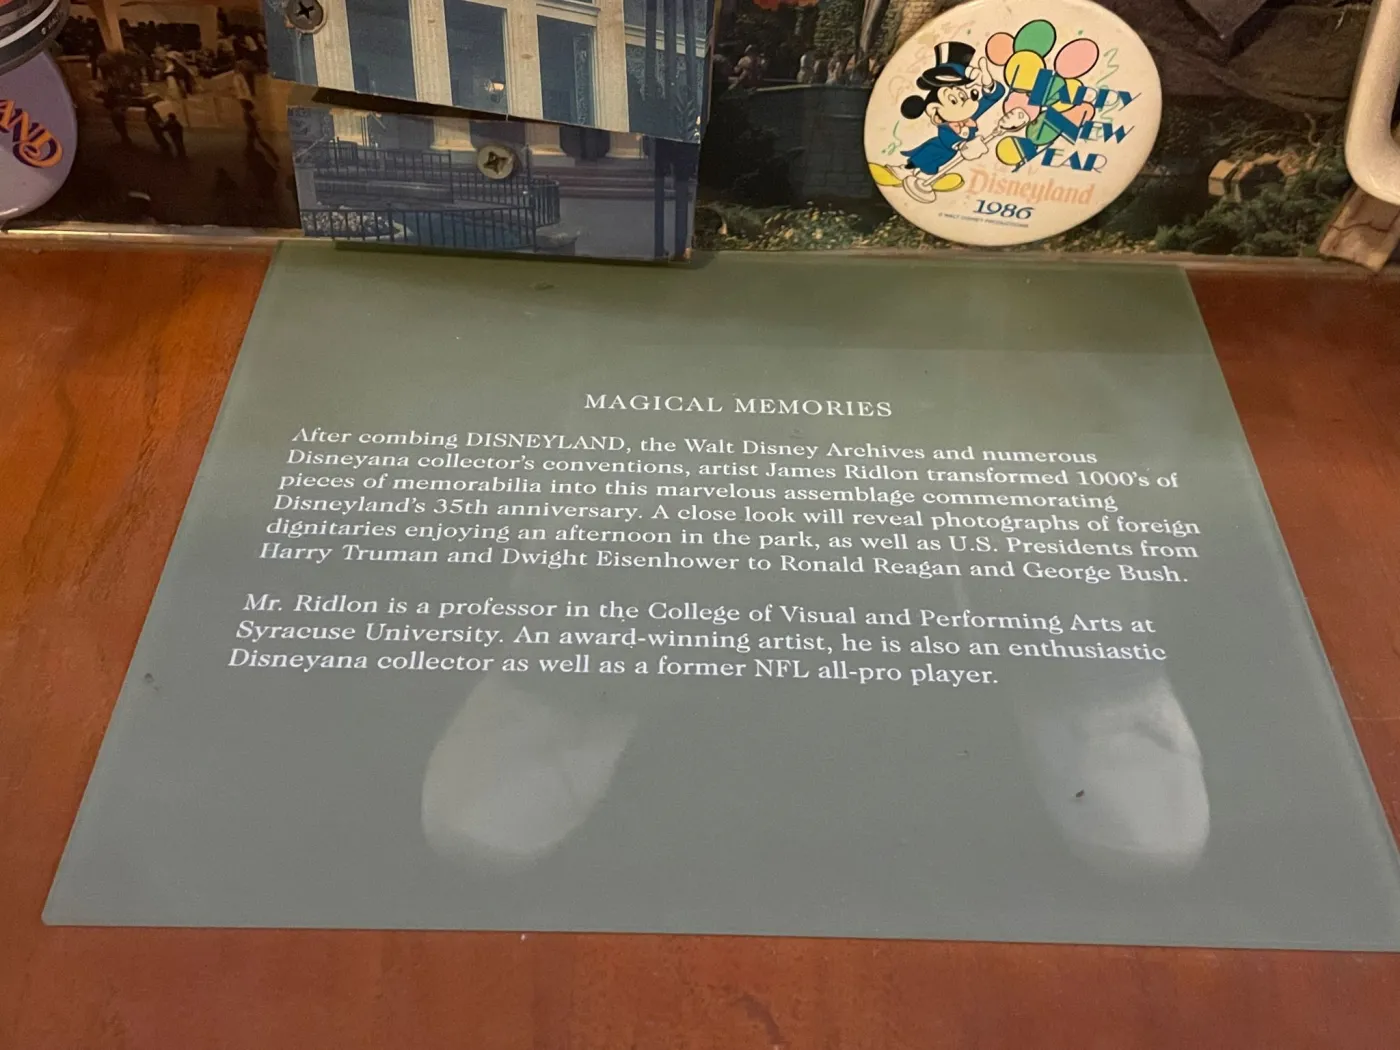 AND
HAPPY
NEW
YEAR
Disneyland
1986
MAGICAL MEMORIES
After combing DISNEYLAND, the Walt Disney Archives and numerous
Disneyana collector's conventions, artist James Ridlon transformed 1000's of
pieces of memorabilia into this marvelous assemblage commemorating
Disneyland's 35th anniversary. A close look will reveal photographs of foreign
dignitaries enjoying an afternoon in the park, as well as U.S. Presidents from
Harry Truman and Dwight Eisenhower to Ronald Reagan and George Bush.
Mr. Ridlon is a professor in the College of Visual and Performing Arts at
Syracuse University. An award-winning artist, he is also an enthusiastic
Disneyana collector as well as a former NFL all-pro player.